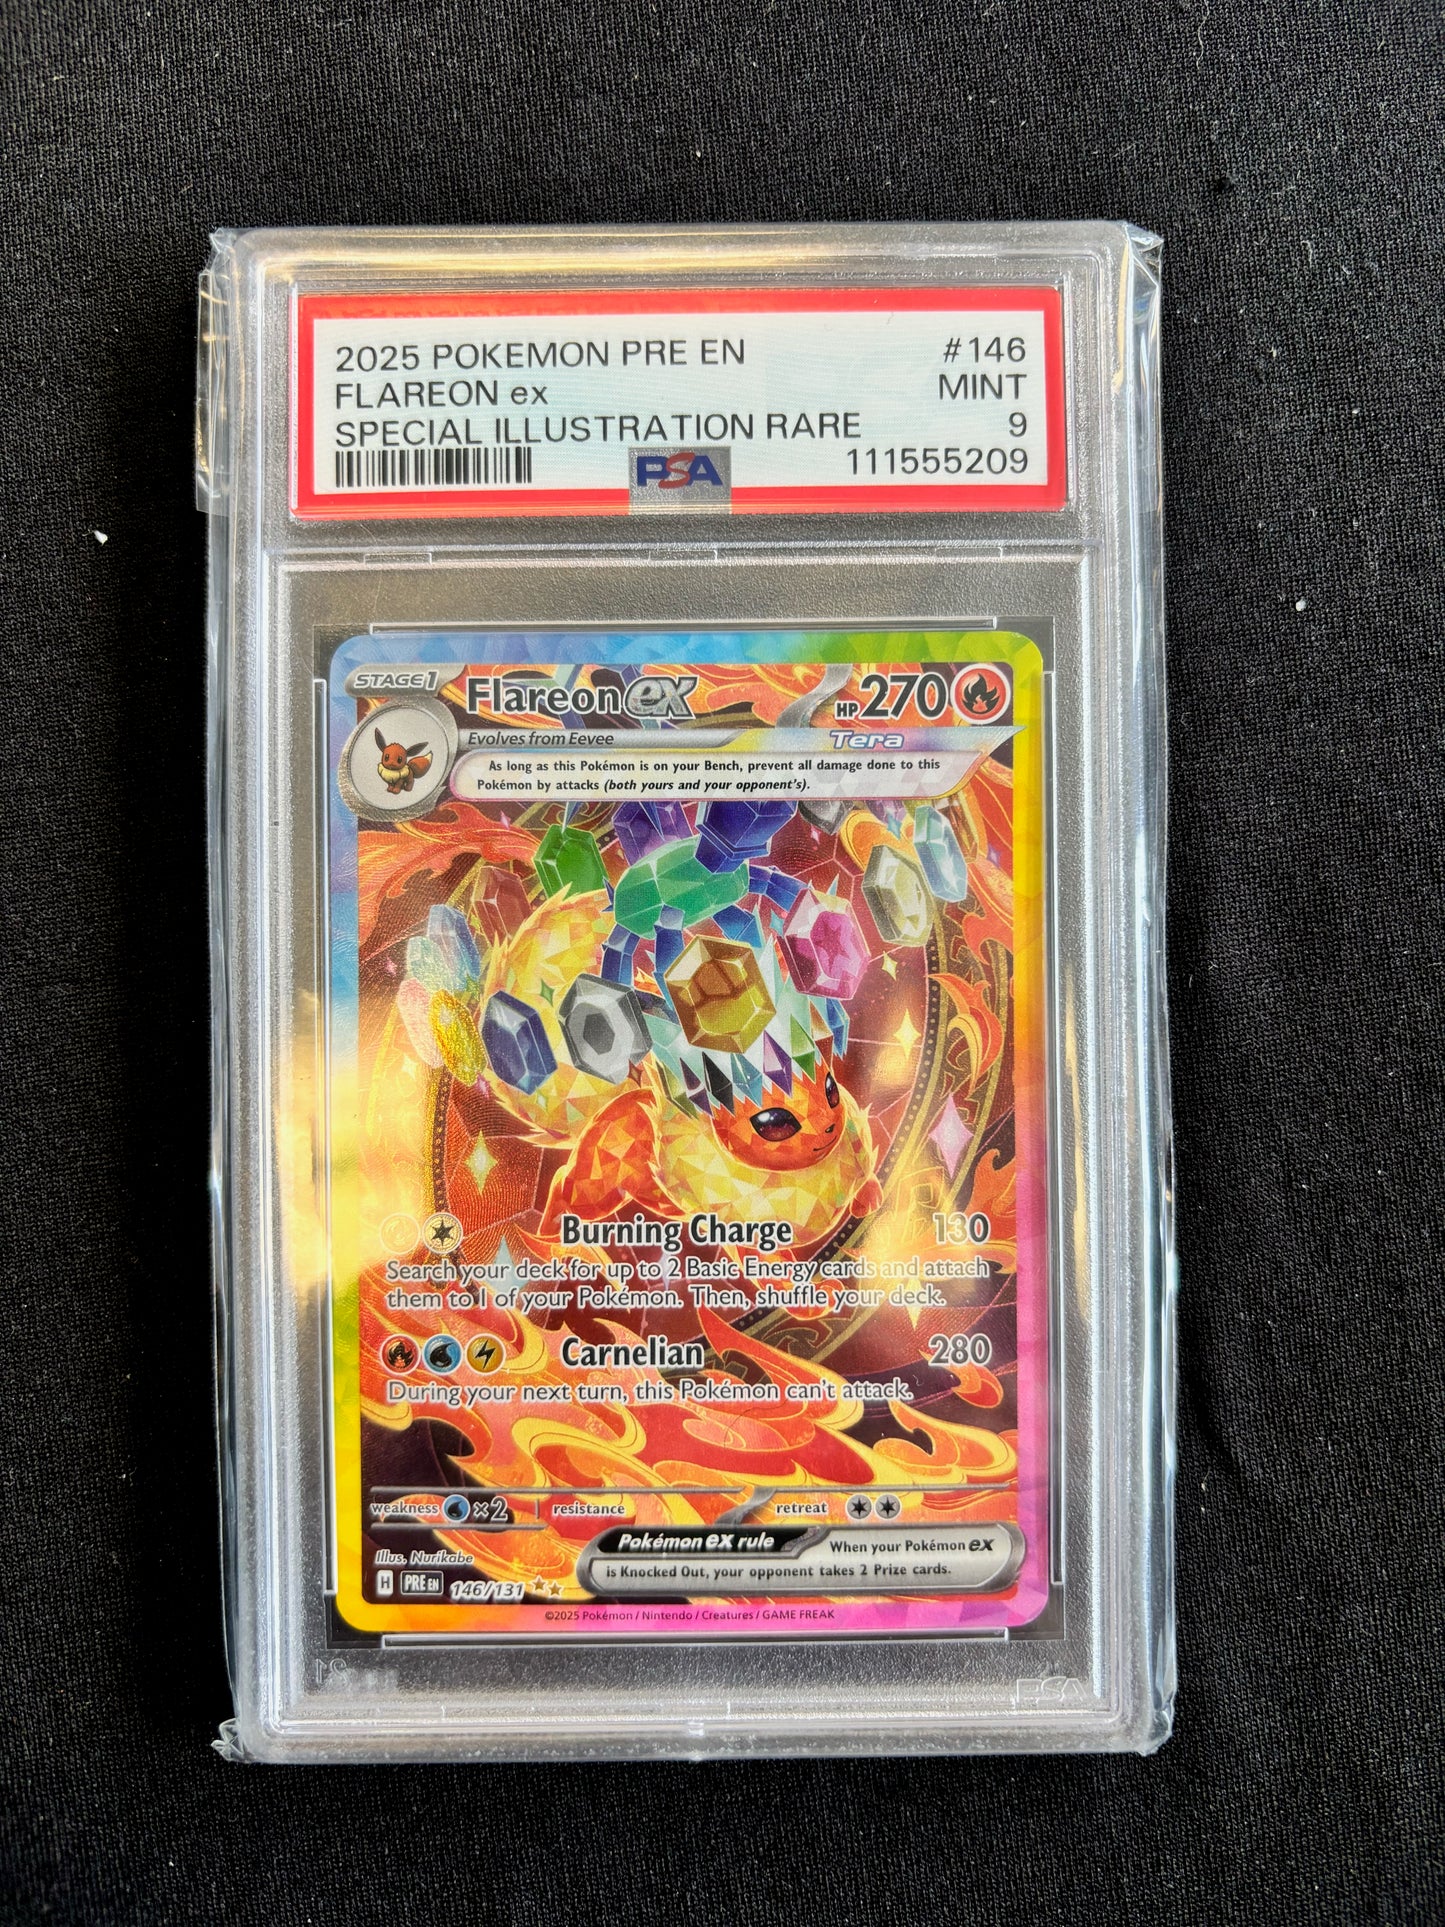 2025 POKEMON PRE EN #146
FLAREON ex MINT
SPECIAL ILLUSTRATION RARE 9
PSA 111555209
STAGE1 Flareon ex HP 270
Evolves from Eevee Tera
As long as this Pokémon is on your Bench, prevent all damage done to this
Pokémon by attacks (both yours and your opponent's).
Burning Charge 130
Search your deck for up to 2 Basic Energy cards and attach
them to 1 of your Pokémon. Then, shuffle your deck.
Carnelian 280
During your next turn, this Pokémon can't attack.
weakness ×2 resistance retreat
Pokémon ex rule When your Pokémon ex
is Knocked Out, your opponent takes 2 Prize cards.
Illus. Nurikabe
H PRE EN 146/131
©2025 Pokémon / Nintendo / Creatures / GAME FREAK
PSA